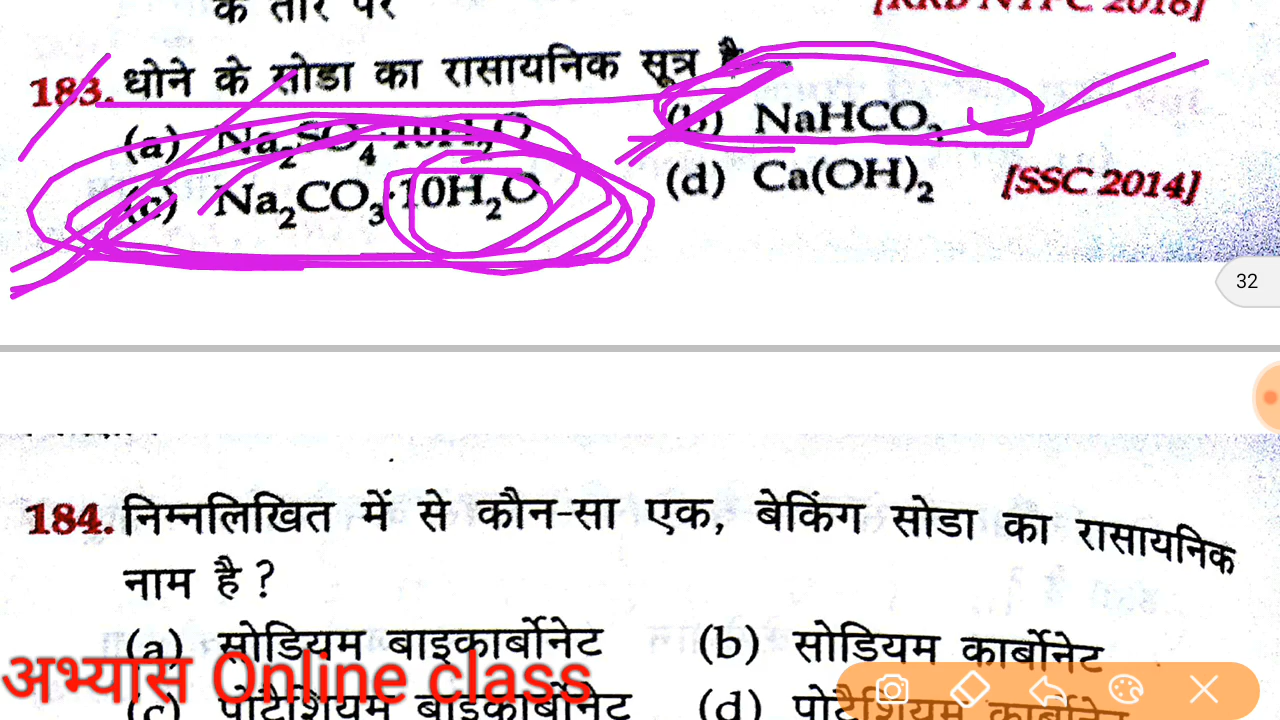 के तौर पर [RRB NTPC 2016]
183. धोने के सोडा का रासायनिक सूत्र है
(a) Na₂SO₄·10H₂O (b) NaHCO₃
(c) Na₂CO₃·10H₂O (d) Ca(OH)₂ [SSC 2014]
32
184. निम्नलिखित में से कौन-सा एक, बेकिंग सोडा का रासायनिक
नाम है ?
(a) सोडियम बाइकार्बोनेट (b) सोडियम कार्बोनेट
(c) पोटैशियम बाइकार्बोनेट (d) पोटैशियम कार्बोनेट
अभ्यास Online class